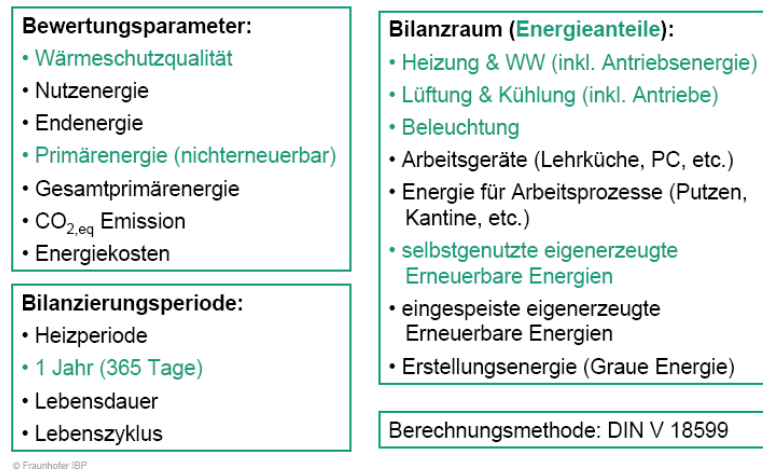 Bewertungsparameter:
• Wärmeschutzqualität
• Nutzenergie
• Endenergie
• Primärenergie (nichterneuerbar)
• Gesamtprimärenergie
• CO2,eq Emission
• Energiekosten
Bilanzierungsperiode:
• Heizperiode
• 1 Jahr (365 Tage)
• Lebensdauer
• Lebenszyklus
Bilanzraum (Energieanteile):
• Heizung & WW (inkl. Antriebsenergie)
• Lüftung & Kühlung (inkl. Antriebe)
• Beleuchtung
• Arbeitsgeräte (Lehrküche, PC, etc.)
• Energie für Arbeitsprozesse (Putzen,
Kantine, etc.)
• selbstgenutzte eigenerzeugte
Erneuerbare Energien
• eingespeiste eigenerzeugte
Erneuerbare Energien
• Erstellungsenergie (Graue Energie)
Berechnungsmethode: DIN V 18599
© Fraunhofer IBP